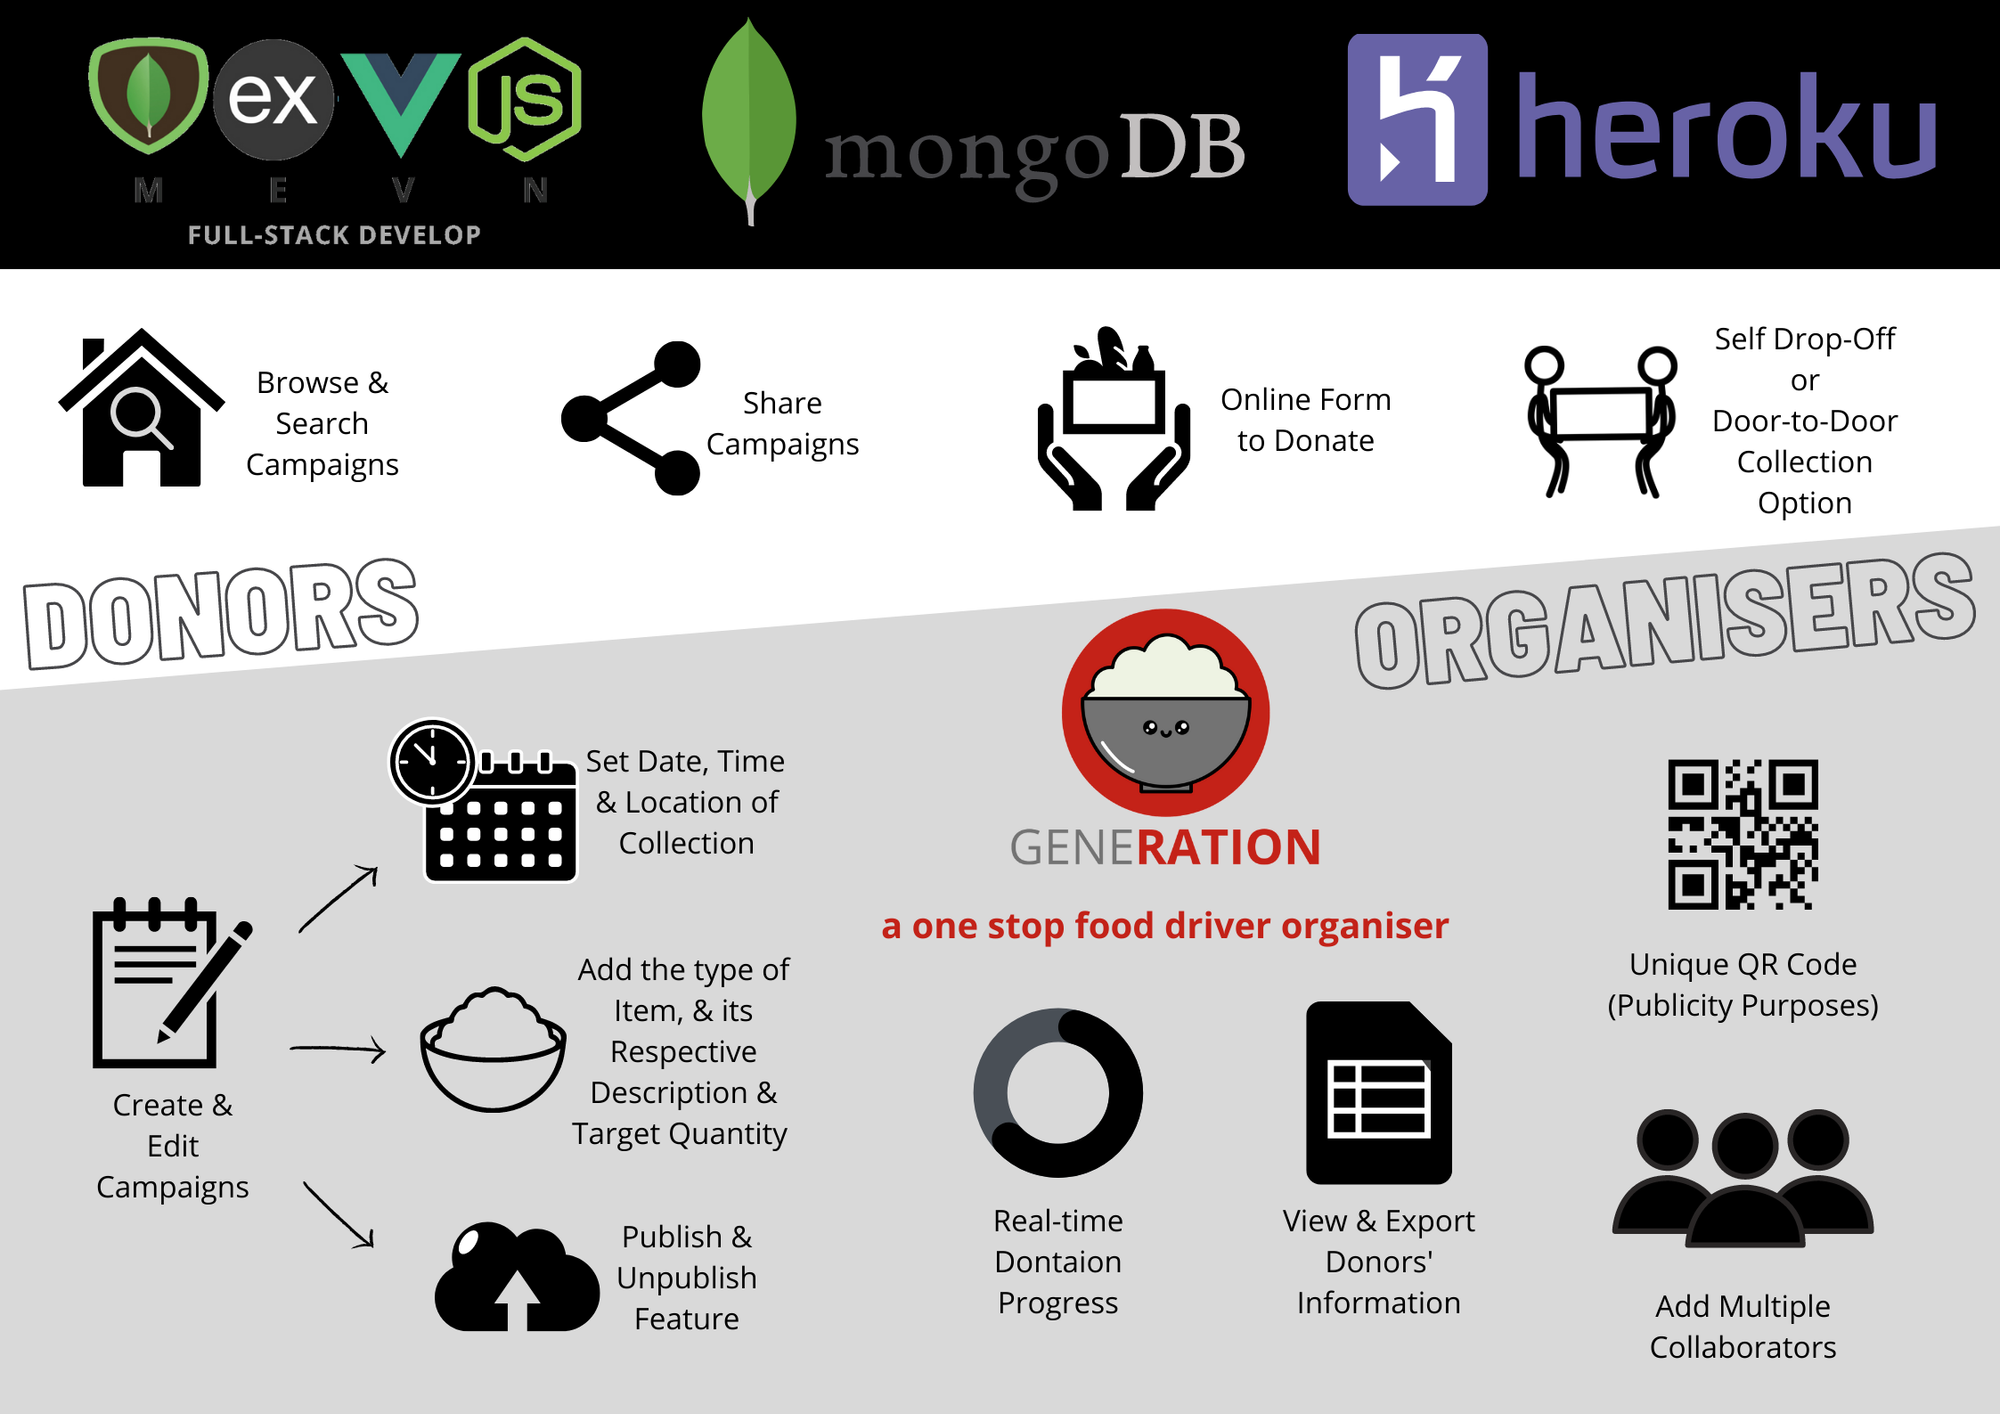 ex
JS
M E V N
FULL-STACK DEVELOP
mongoDB
heroku
Browse &
Search
Campaigns
Share
Campaigns
Online Form
to Donate
Self Drop-Off
or
Door-to-Door
Collection
Option
DONORS
ORGANISERS
Set Date, Time
& Location of
Collection
Create &
Edit
Campaigns
Add the type of
Item, & its
Respective
Description &
Target Quantity
Publish &
Unpublish
Feature
GENERATION
a one stop food driver organiser
Real-time
Dontaion
Progress
View & Export
Donors'
Information
Unique QR Code
(Publicity Purposes)
Add Multiple
Collaborators